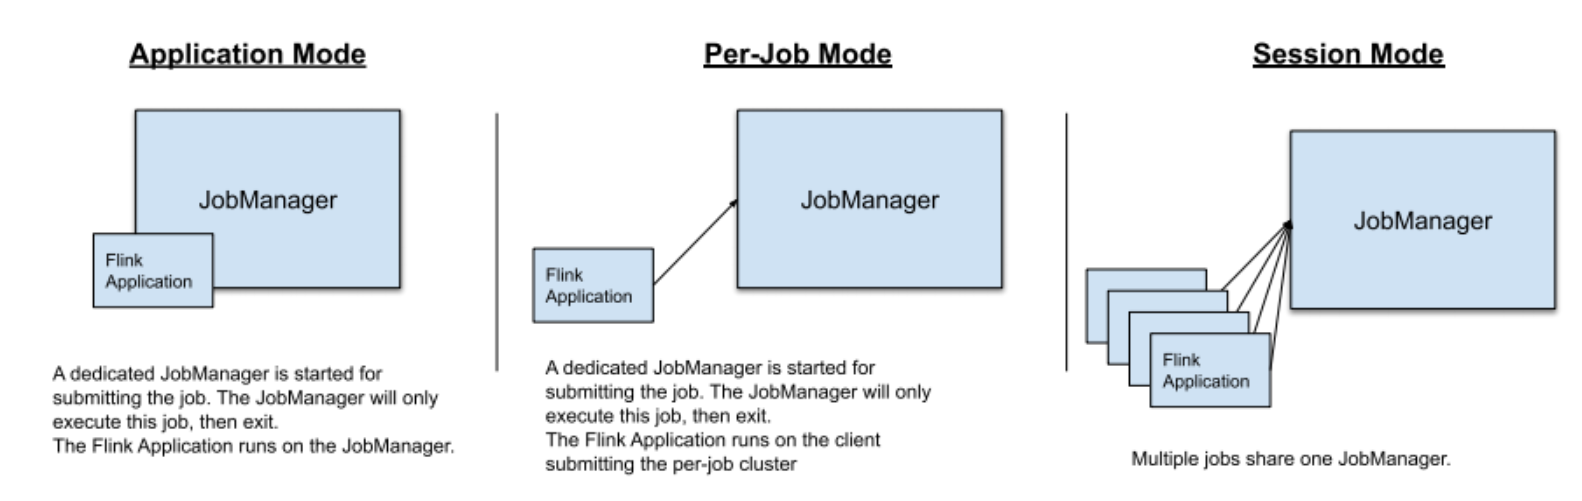 Application Mode
JobManager
Flink
Application
A dedicated JobManager is started for
submitting the job. The JobManager will only
execute this job, then exit.
The Flink Application runs on the JobManager.
Per-Job Mode
JobManager
Flink
Application
A dedicated JobManager is started for
submitting the job. The JobManager will only
execute this job, then exit.
The Flink Application runs on the client
submitting the per-job cluster
Session Mode
JobManager
Flink
Application
Multiple jobs share one JobManager.